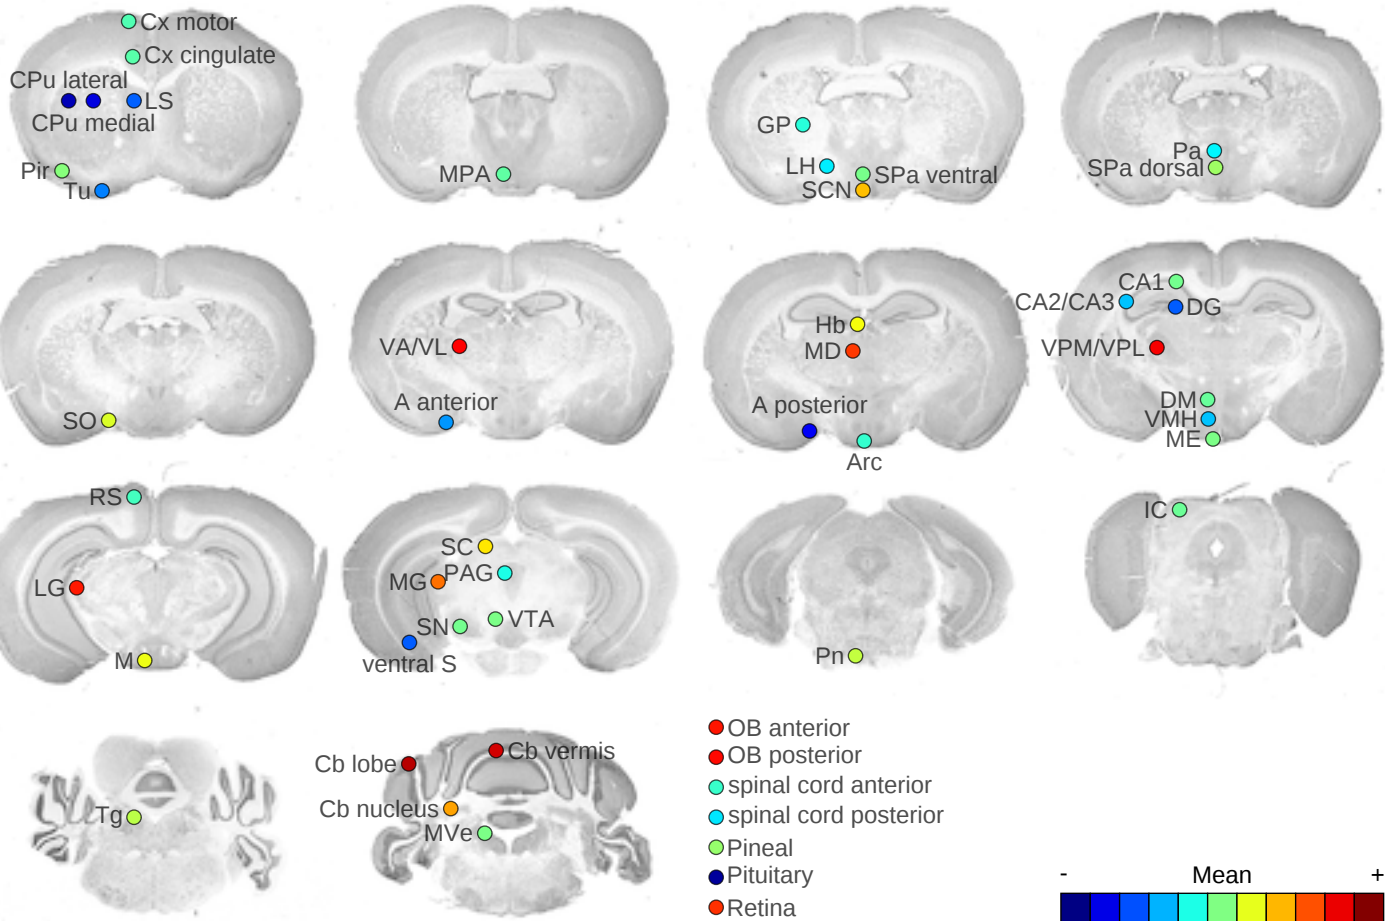 Cx motor
Cx cingulate
CPu lateral
LS
CPu medial
Pir
Tu
MPA
GP
LH
SPa ventral
SCN
Pa
SPa dorsal
SO
VA/VL
A anterior
Hb
MD
A posterior
Arc
CA1
CA2/CA3
DG
VPM/VPL
DM
VMH
ME
RS
LG
M
SC
MG
PAG
SN
VTA
ventral S
Pn
IC
Tg
Cb lobe
Cb vermis
Cb nucleus
MVe
OB anterior
OB posterior
spinal cord anterior
spinal cord posterior
Pineal
Pituitary
Retina
- Mean +